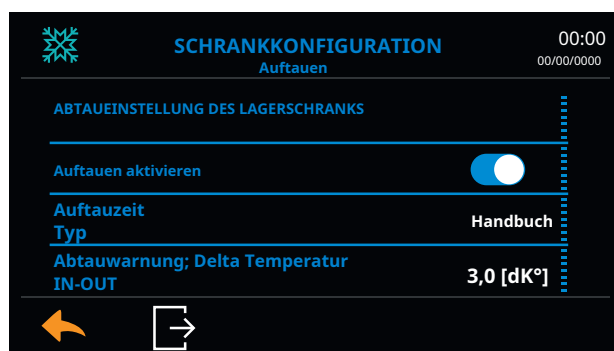 SCHRANKKONFIGURATION
00:00
Auftauen
00/00/0000
ABTAUEINSTELLUNG DES LAGERSCHRANKS
Auftauen aktivieren
Auftauzeit
Typ
Handbuch
Abtauwarnung; Delta Temperatur
IN-OUT
3,0 [dK°]